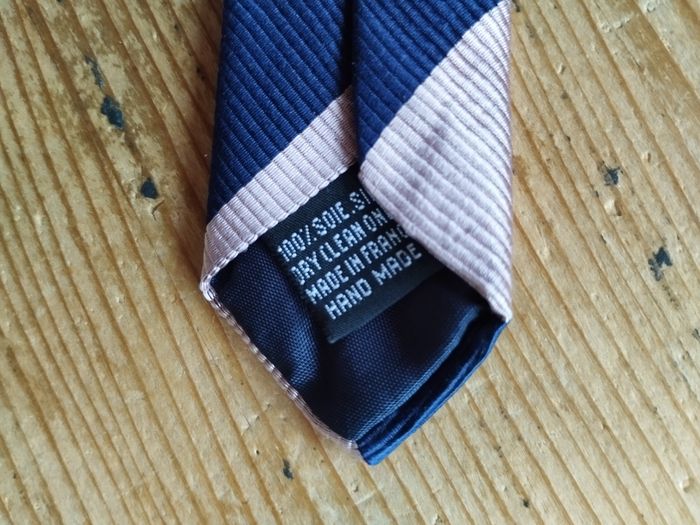 100% SOIE.
DRY CLEAN
MADE IN
HAND MADE